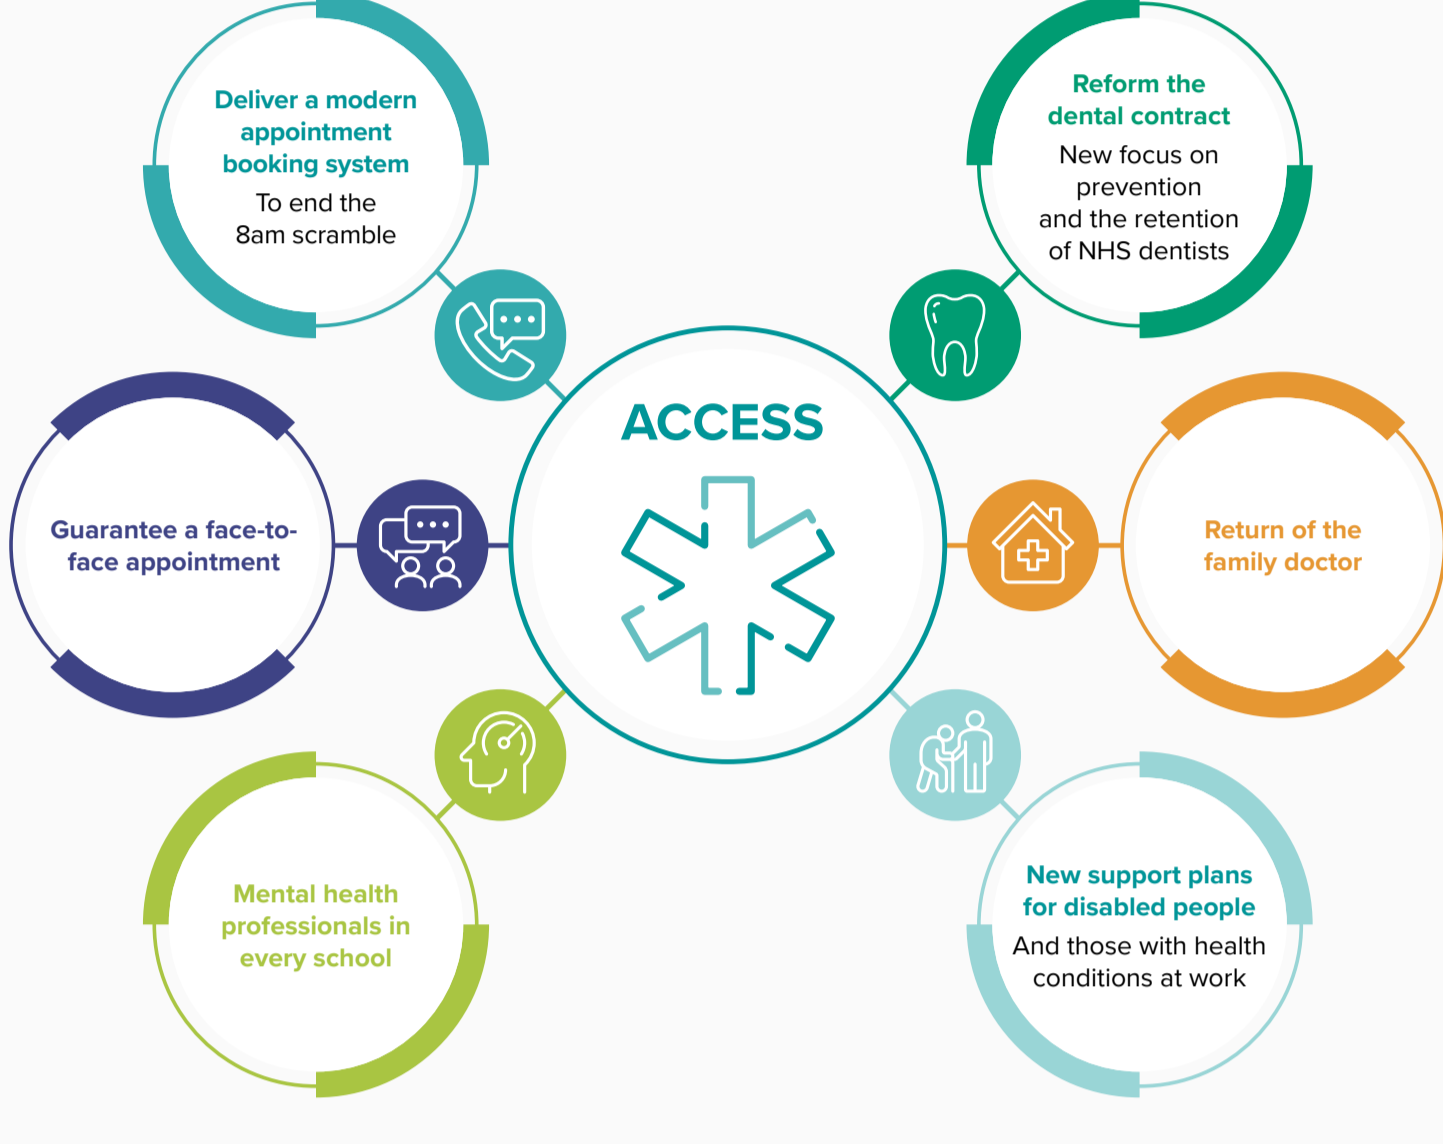 Deliver a modern
appointment
booking system
To end the
8am scramble
Reform the
dental contract
New focus on
prevention
and the retention
of NHS dentists
ACCESS
Guarantee a face-to-
face appointment
Return of the
family doctor
Mental health
professionals in
every school
New support plans
for disabled people
And those with health
conditions at work